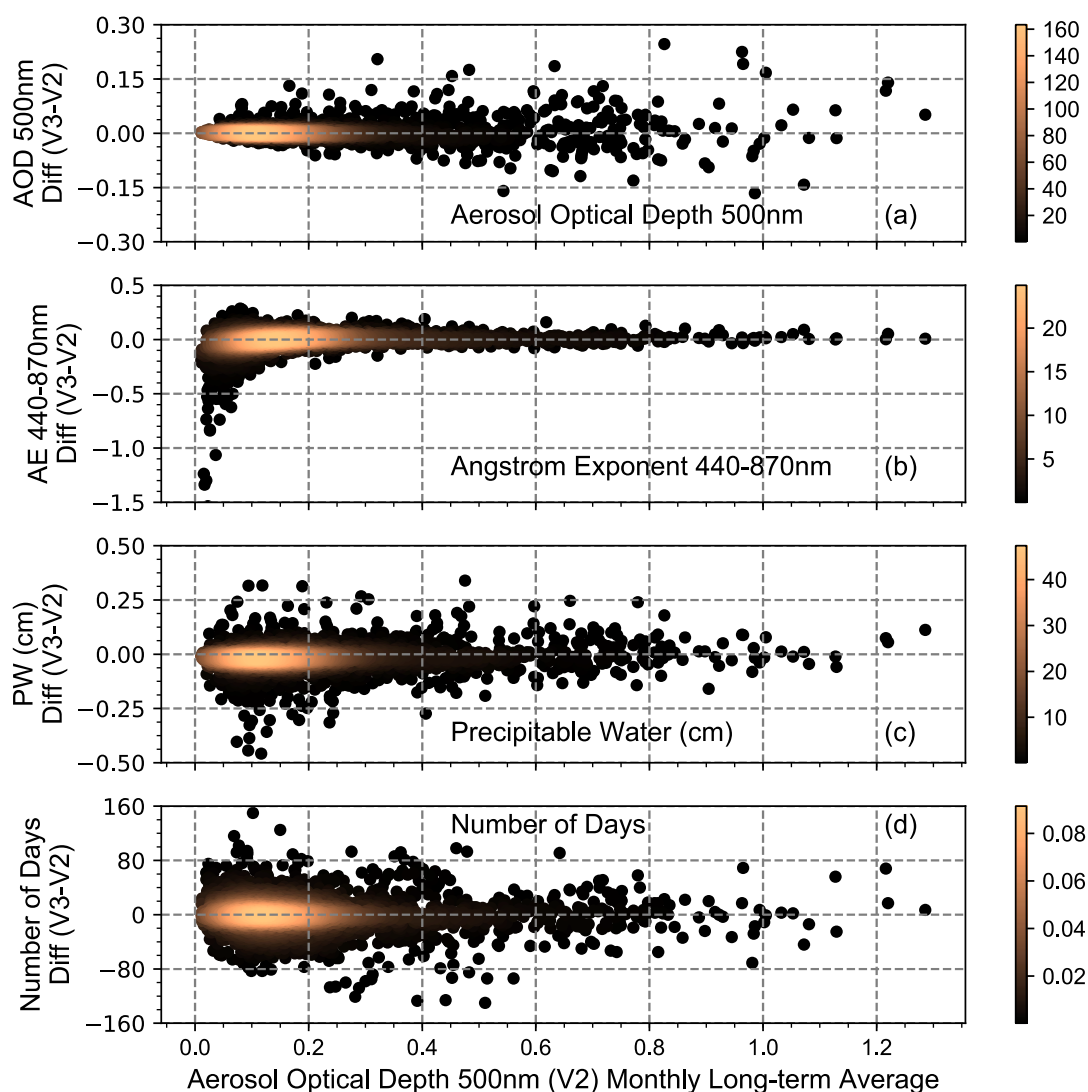 AOD 500nm
Diff (V3-V2)
0.30
0.15
0.00
−0.15
−0.30
Aerosol Optical Depth 500nm
(a)
160
140
120
100
80
60
40
20
AE 440-870nm
Diff (V3-V2)
0.5
0.0
−0.5
−1.0
−1.5
Angstrom Exponent 440-870nm
(b)
20
15
10
5
PW (cm)
Diff (V3-V2)
0.50
0.25
0.00
−0.25
−0.50
Precipitable Water (cm)
(c)
40
30
20
10
Number of Days
Diff (V3-V2)
160
80
0
−80
−160
Number of Days
(d)
0.08
0.06
0.04
0.02
0.0
0.2
0.4
0.6
0.8
1.0
1.2
Aerosol Optical Depth 500nm (V2) Monthly Long-term Average